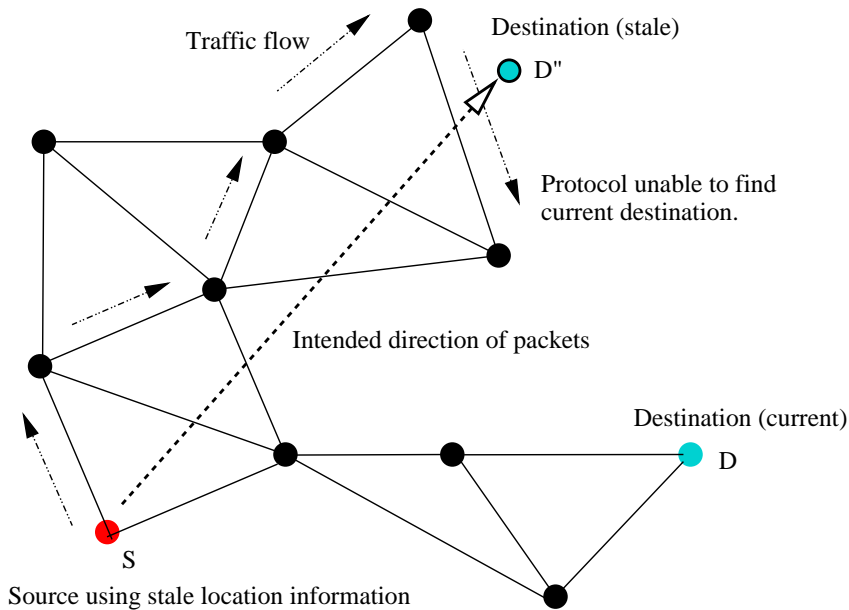 Traffic flow
Destination (stale)
D"
Protocol unable to find
current destination.
Intended direction of packets
Destination (current)
D
S
Source using stale location information